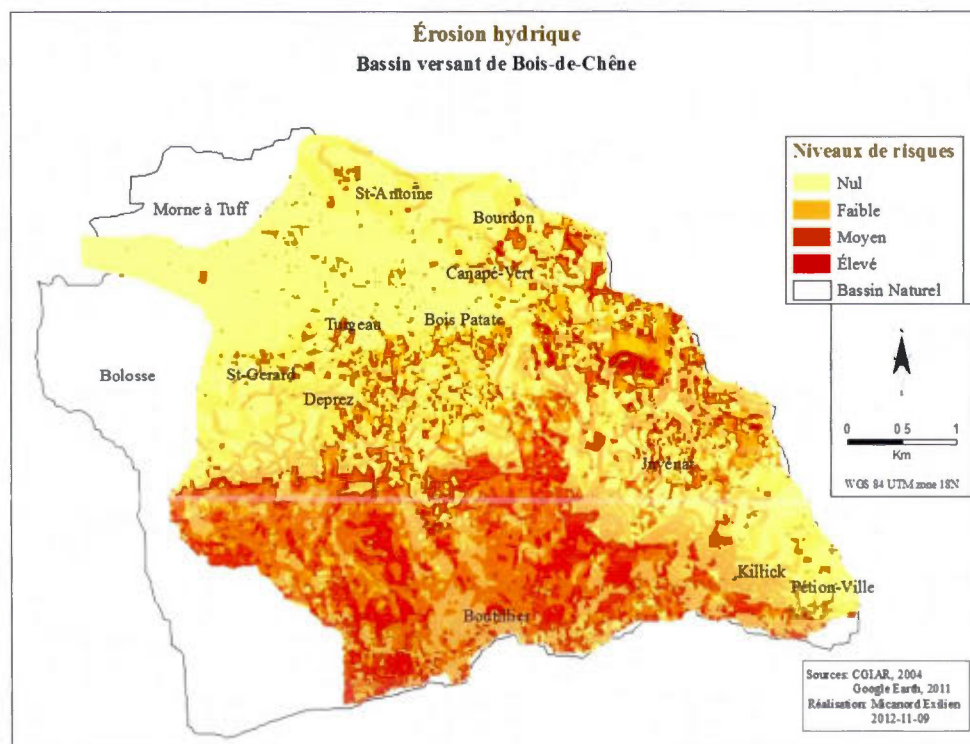 Érosion hydrique
Bassin versant de Bois-de-Chêne
Niveaux de risques
Nul
Faible
Moyen
Élevé
Bassin Naturel
St-Antoine
Morne à Tuff
Bourdon
Canapé-Vert
Turgeau
Bois Patate
Bolosse
St-Gerard
Deprez
Juvenat
0 0 5 1
Km
WGS 84 UTM zone 18N
Killick
Pétion-Ville
Boutillier
Sources: CGIAR, 2004
Google Earth, 2011
Réalisation: Micanord Exilien
2012-11-09